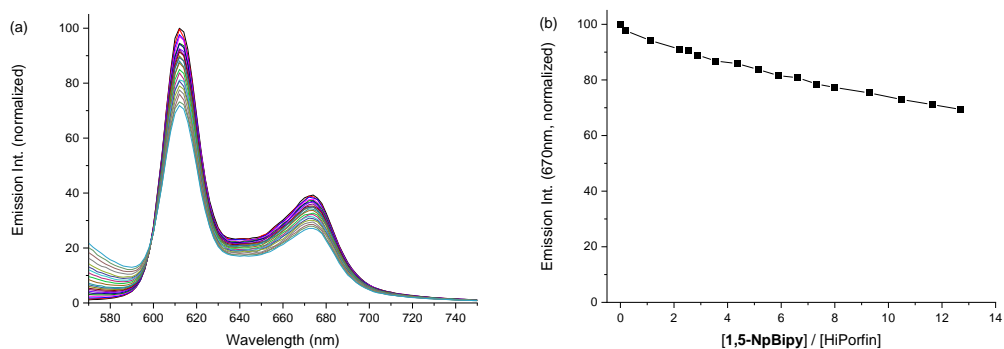 (a)
100
80
60
40
20
0
Emission Int. (normalized)
580 600 620 640 660 680 700 720 740
Wavelength (nm)
(b)
100
80
60
40
20
0
Emission Int. (670nm, normalized)
0 2 4 6 8 10 12 14
[1,5-NpBipy] / [HiPorfin]